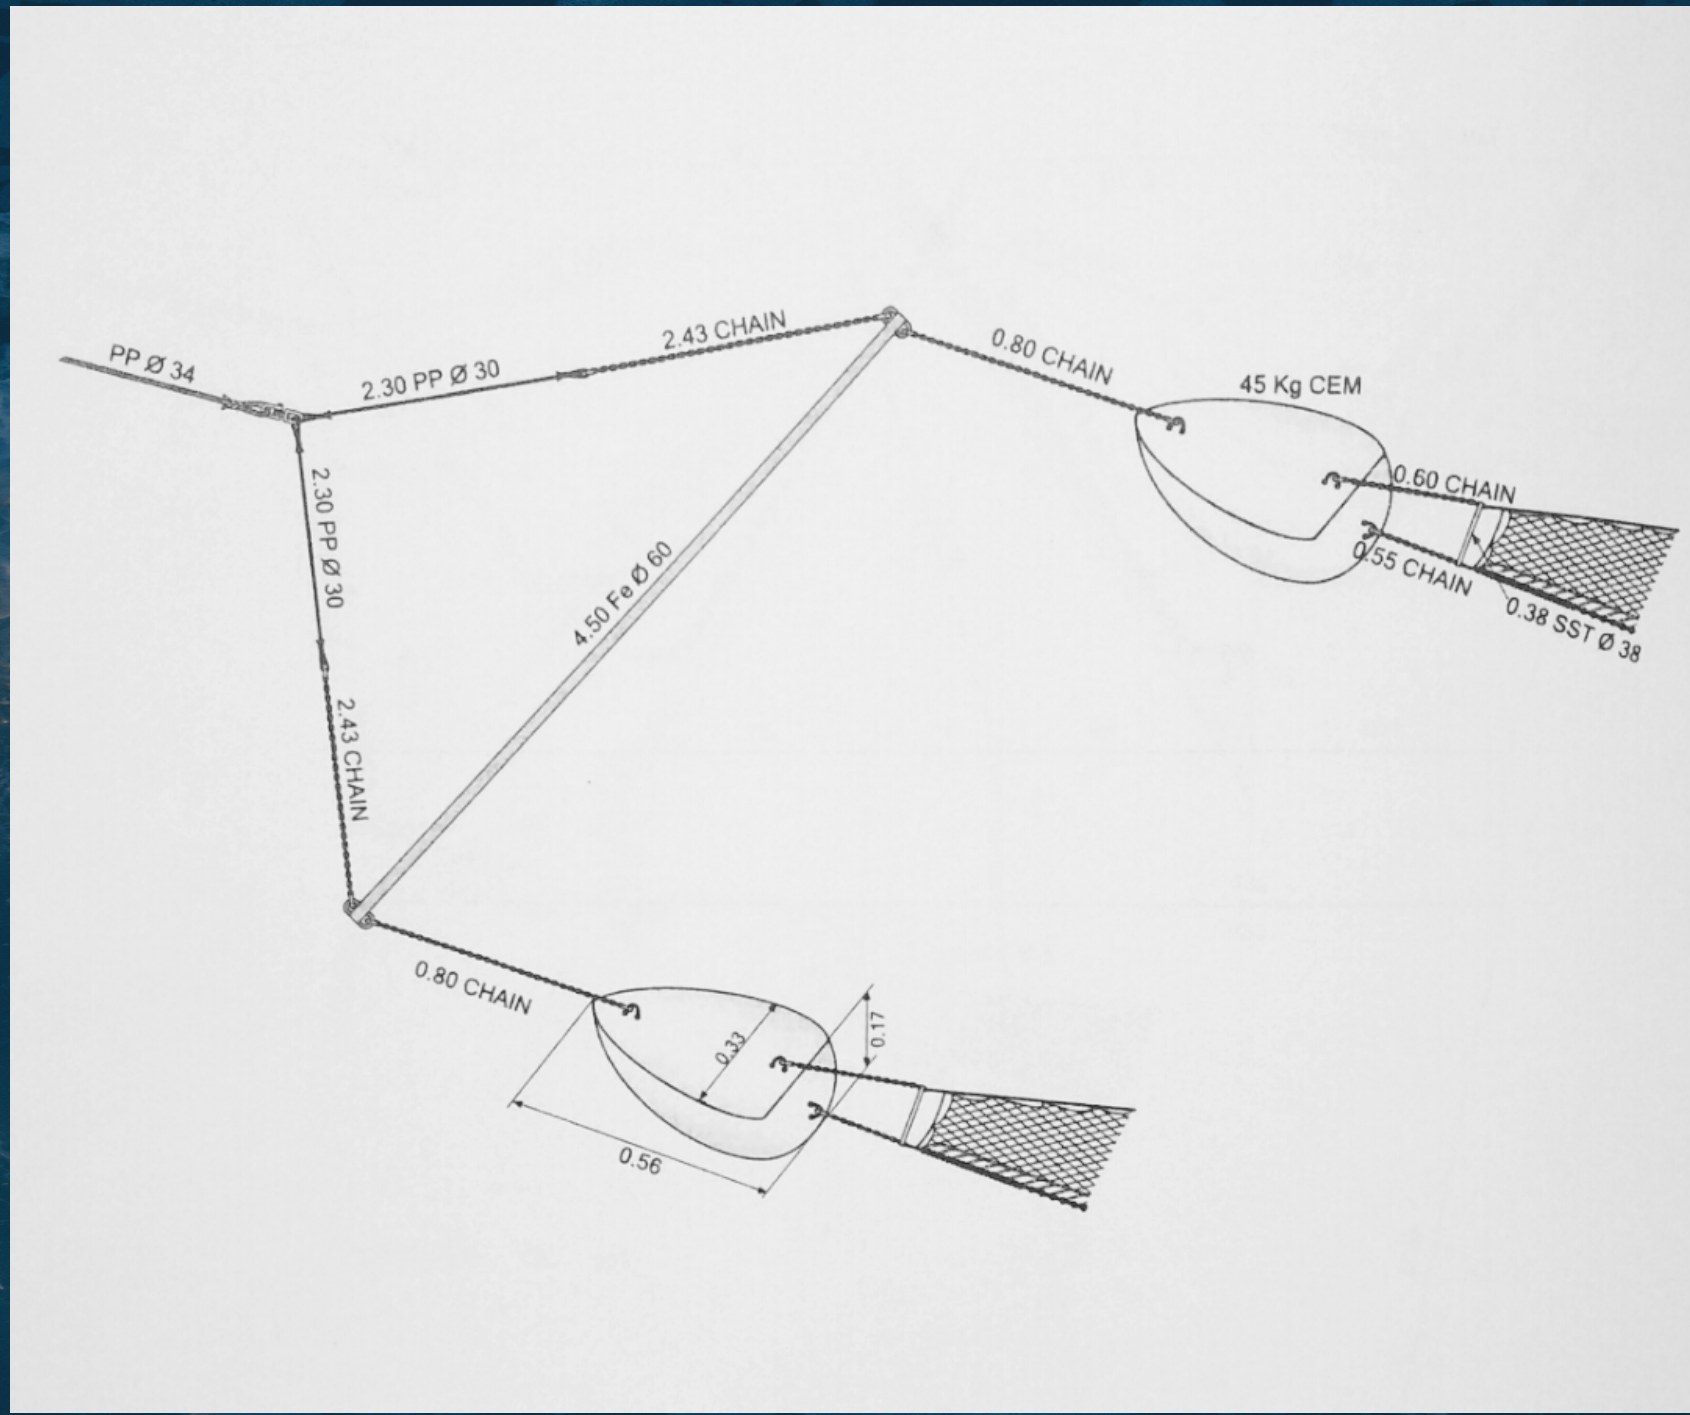 PP Ø 34
2.30 PP Ø 30
2.43 CHAIN
0.80 CHAIN
45 Kg CEM
0.60 CHAIN
0.55 CHAIN
0.38 SST Ø 38
2.30 PP Ø 30
4.50 Fe Ø 60
2.43 CHAIN
0.80 CHAIN
0.33
0.17
0.56